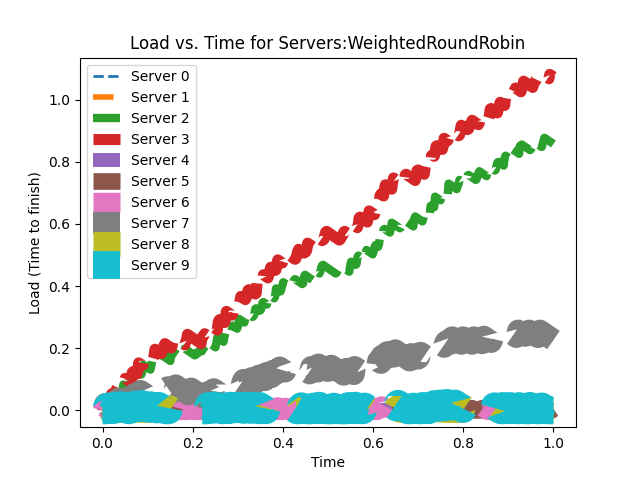 Load vs. Time for Servers:WeightedRoundRobin
Server 0
Server 1
Server 2
Server 3
Server 4
Server 5
Server 6
Server 7
Server 8
Server 9
Load (Time to finish)
1.0
0.8
0.6
0.4
0.2
0.0
0.0 0.2 0.4 0.6 0.8 1.0
Time